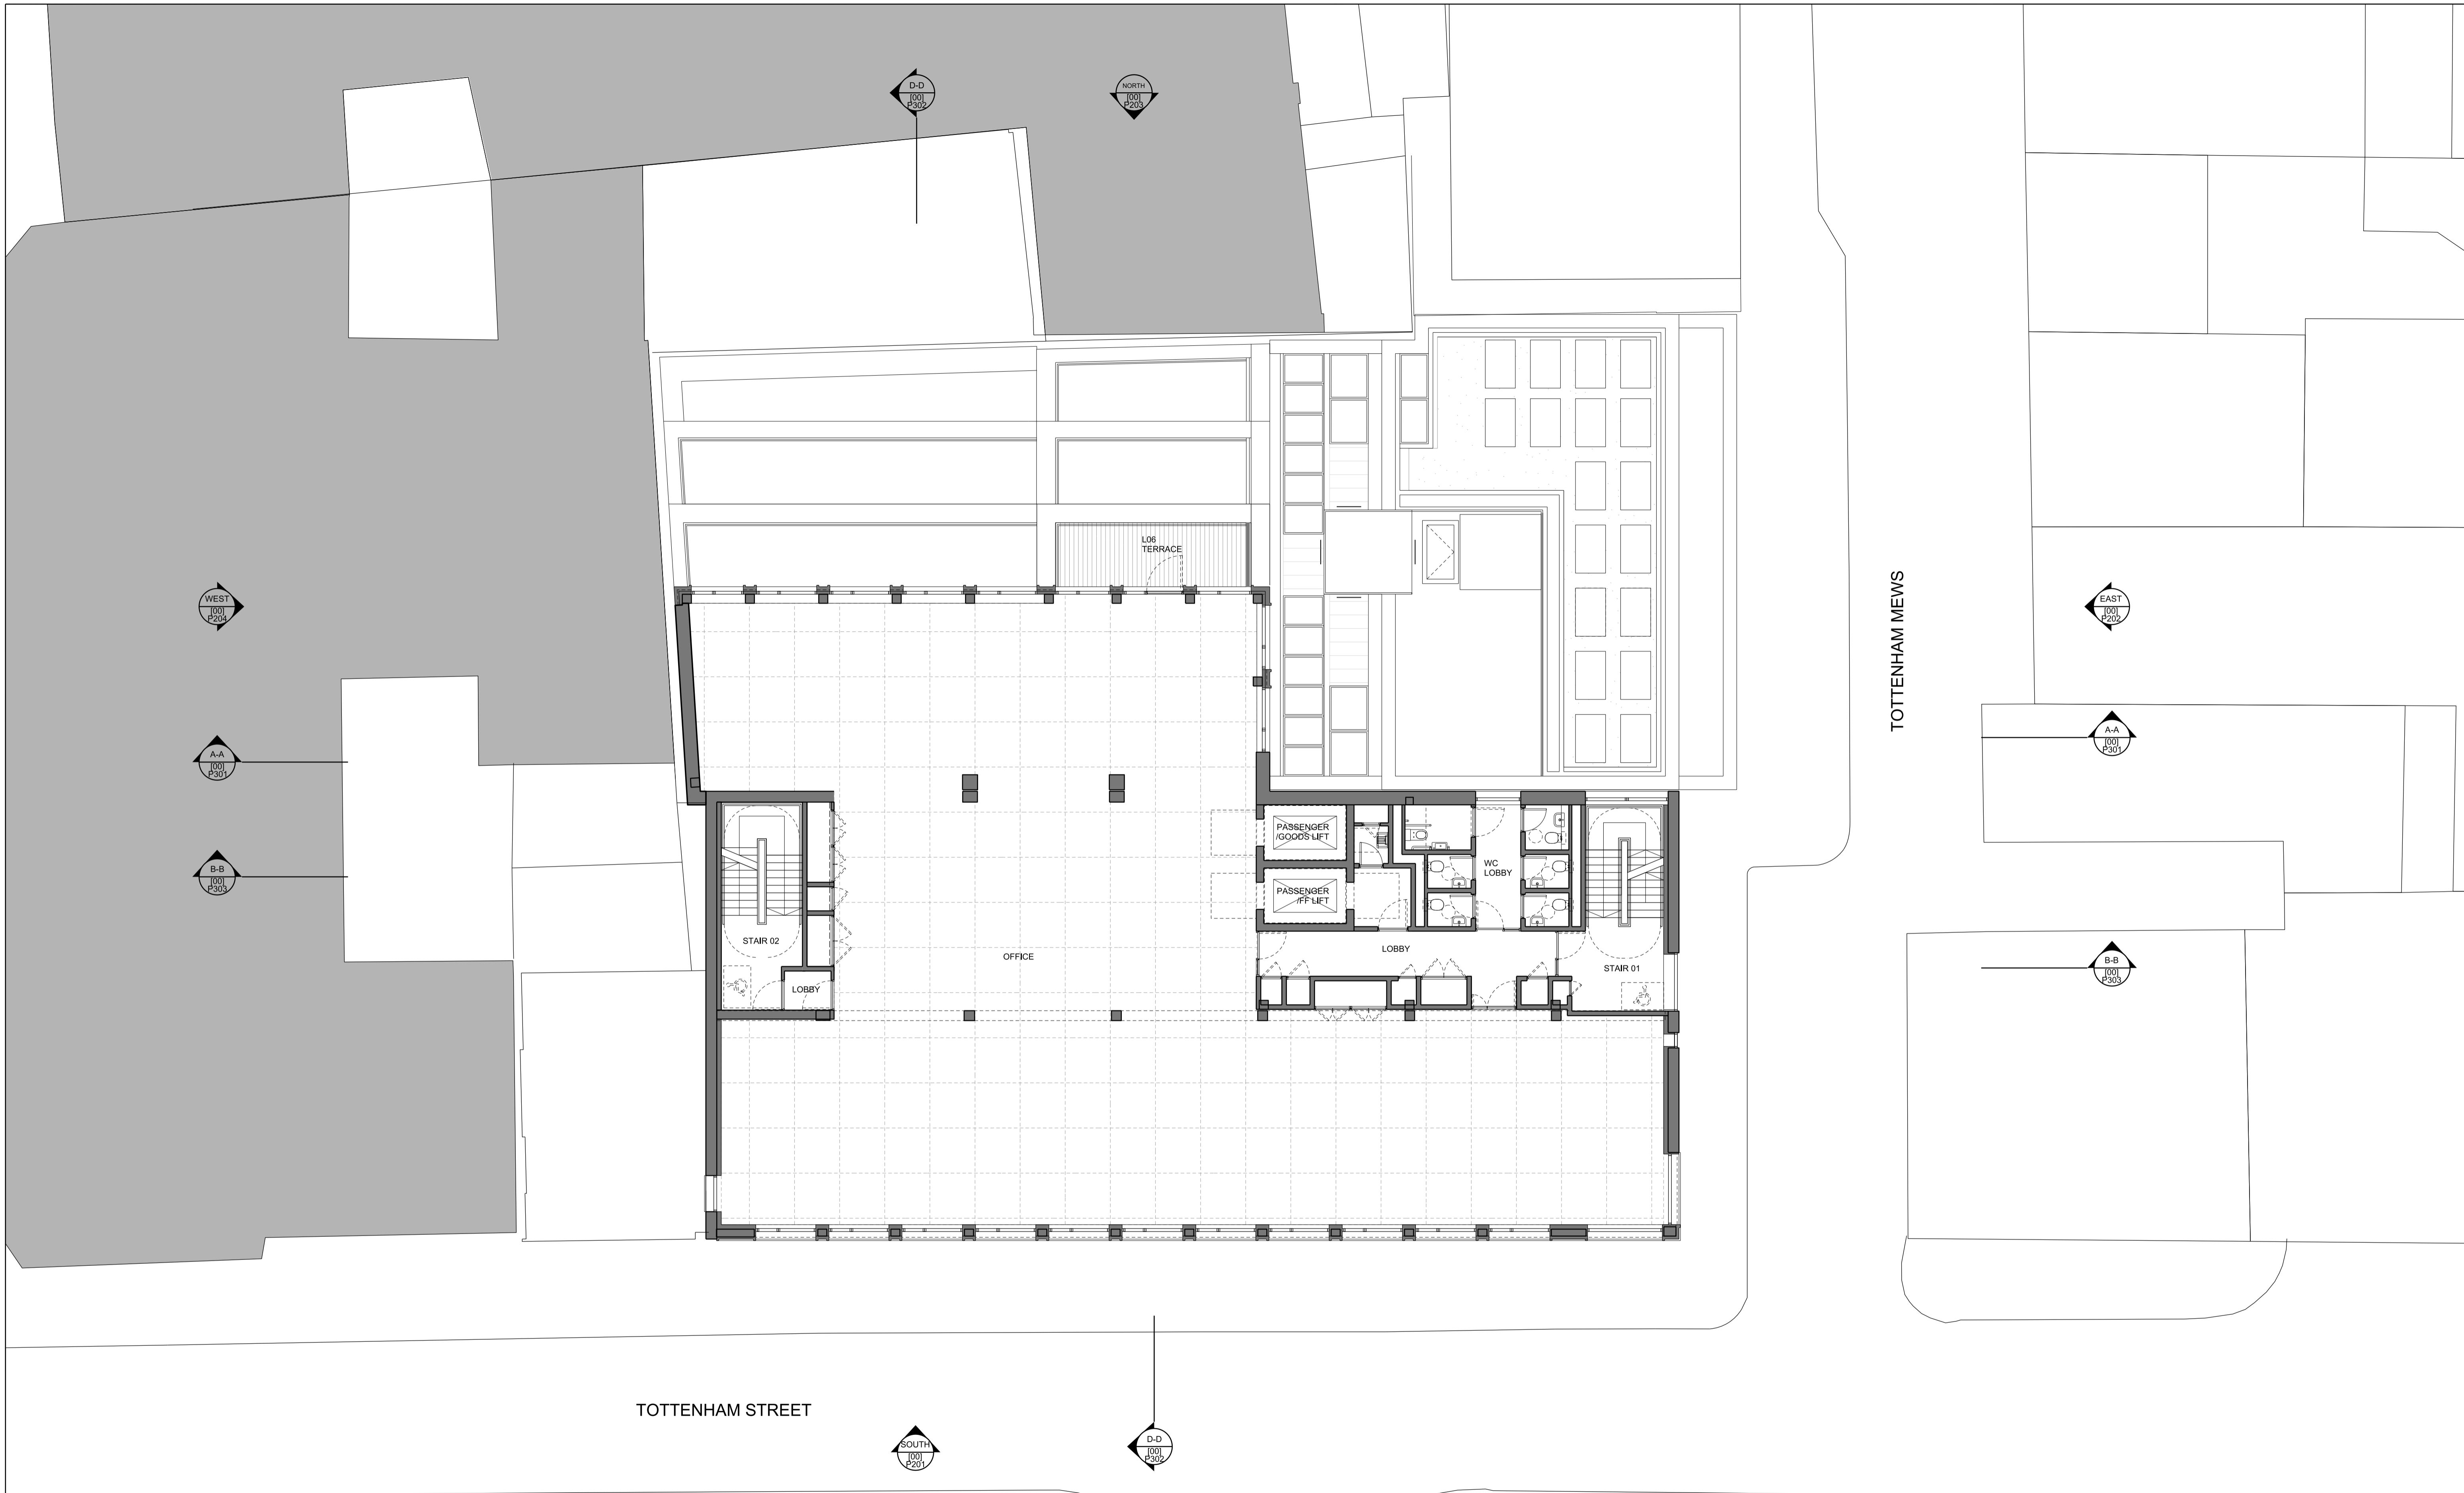 D-D
[00]
P302
NORTH
[00]
P203
L06
TERRACE
WEST
[00]
P204
TOTTENHAM MEWS
EAST
[00]
P202
A-A
[00]
P301
A-A
[00]
P301
PASSENGER
/GOODS LIFT
WC
LOBBY
B-B
[00]
P303
PASSENGER
/FF LIFT
STAIR 02
OFFICE
LOBBY
STAIR 01
LOBBY
B-B
[00]
P303
TOTTENHAM STREET
SOUTH
[00]
P201
D-D
[00]
P302